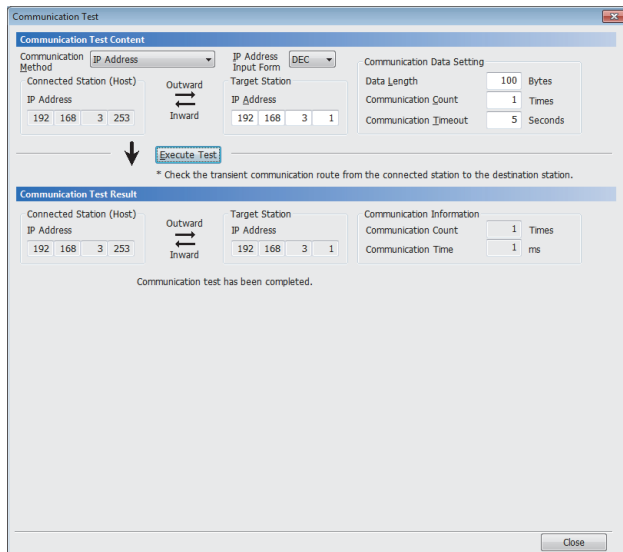 Communication Test
Communication Test Content
Communication Method IP Address IP Address Input Form DEC Communication Data Setting
Connected Station (Host) Outward Target Station Data Length 100 Bytes
IP Address IP Address Communication Count 1 Times
192 168 3 253 Inward 192 168 3 1 Communication Timeout 5 Seconds
Execute Test
* Check the transient communication route from the connected station to the destination station.
Communication Test Result
Connected Station (Host) Outward Target Station Communication Information
IP Address IP Address Communication Count 1 Times
192 168 3 253 Inward 192 168 3 1 Communication Time 1 ms
Communication test has been completed.
Close